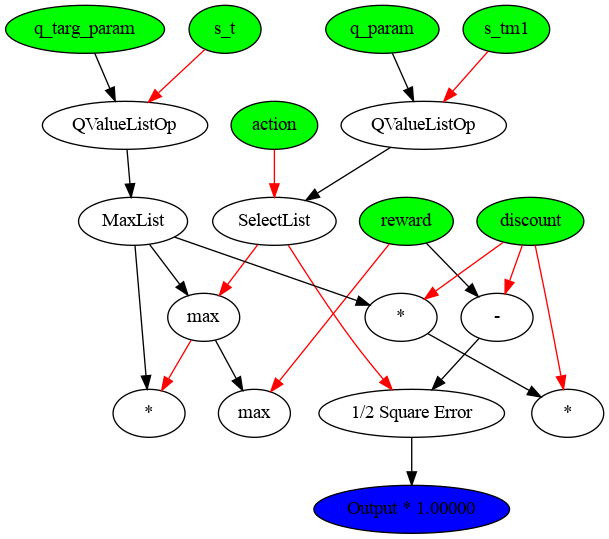 q_targ_param
s_t
q_param
s_tm1
QValueListOp
action
QValueListOp
MaxList
SelectList
reward
discount
max
*
-
*
max
1/2 Square Error
*
Output * 1.00000